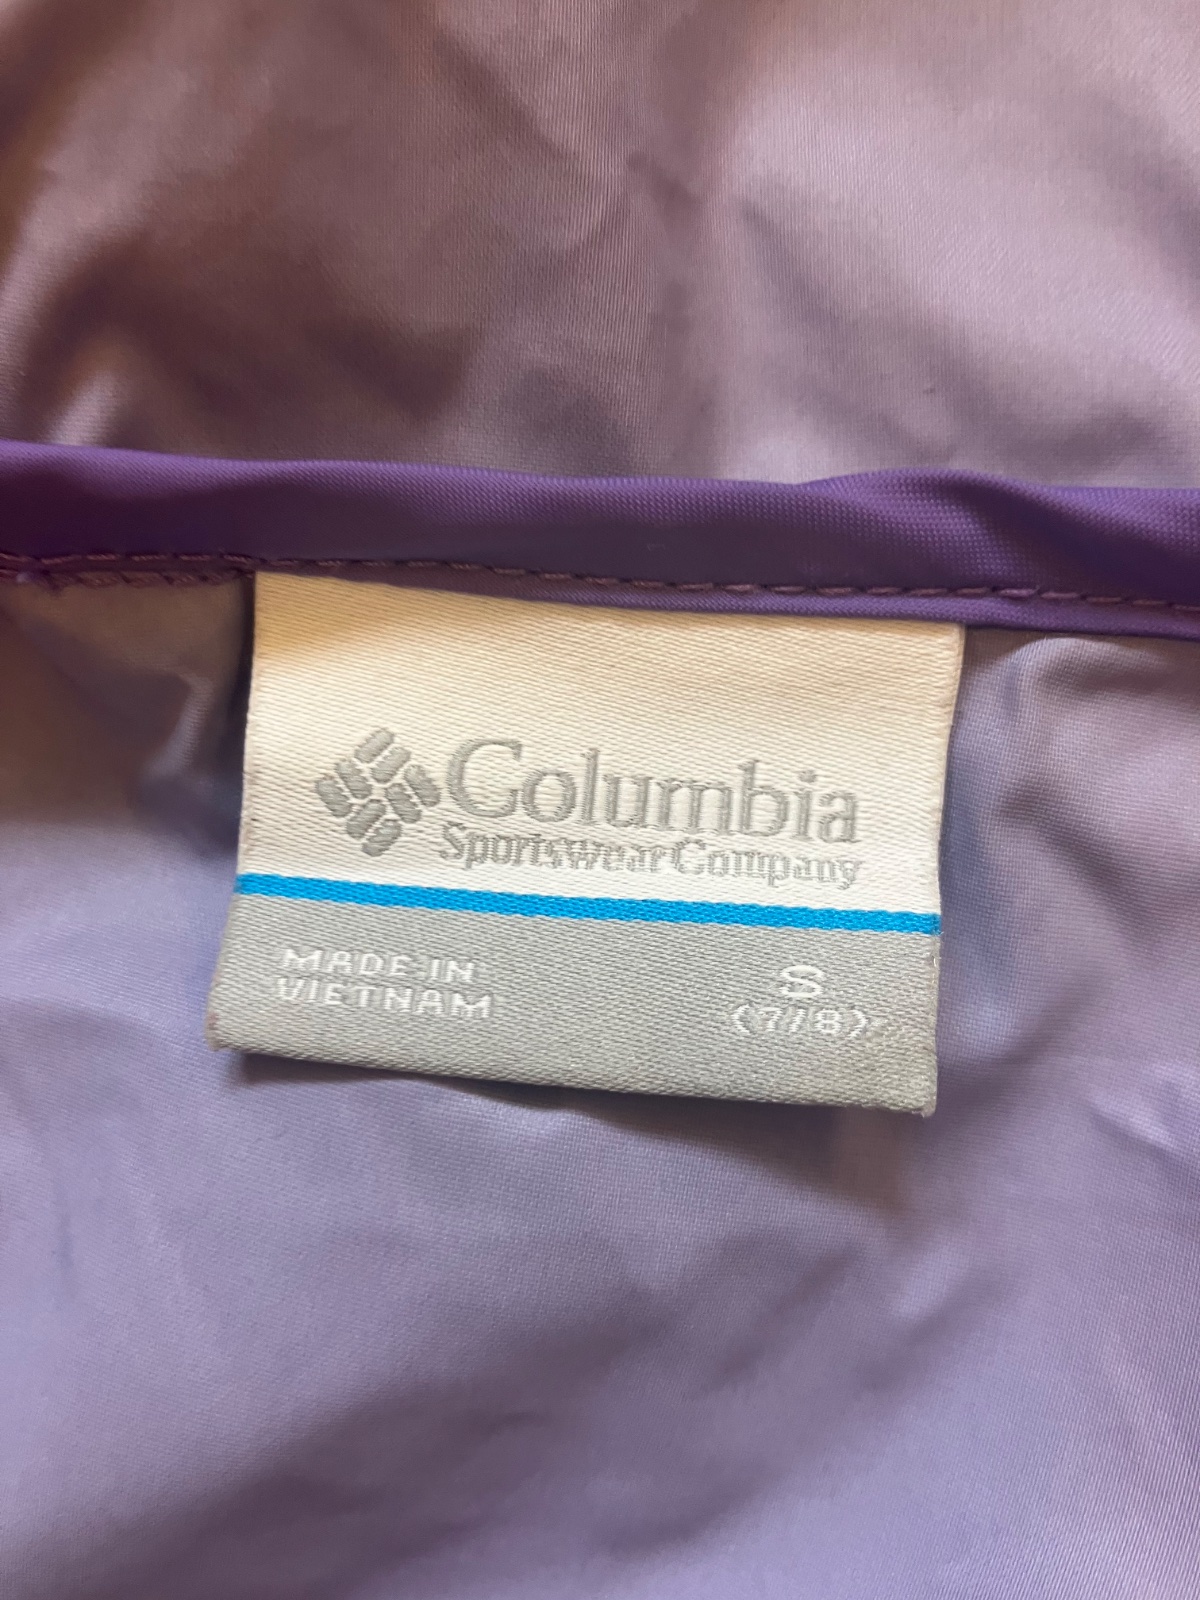 Columbia
Sportswear Company
MADE IN
VIETNAM
S
(7/8)